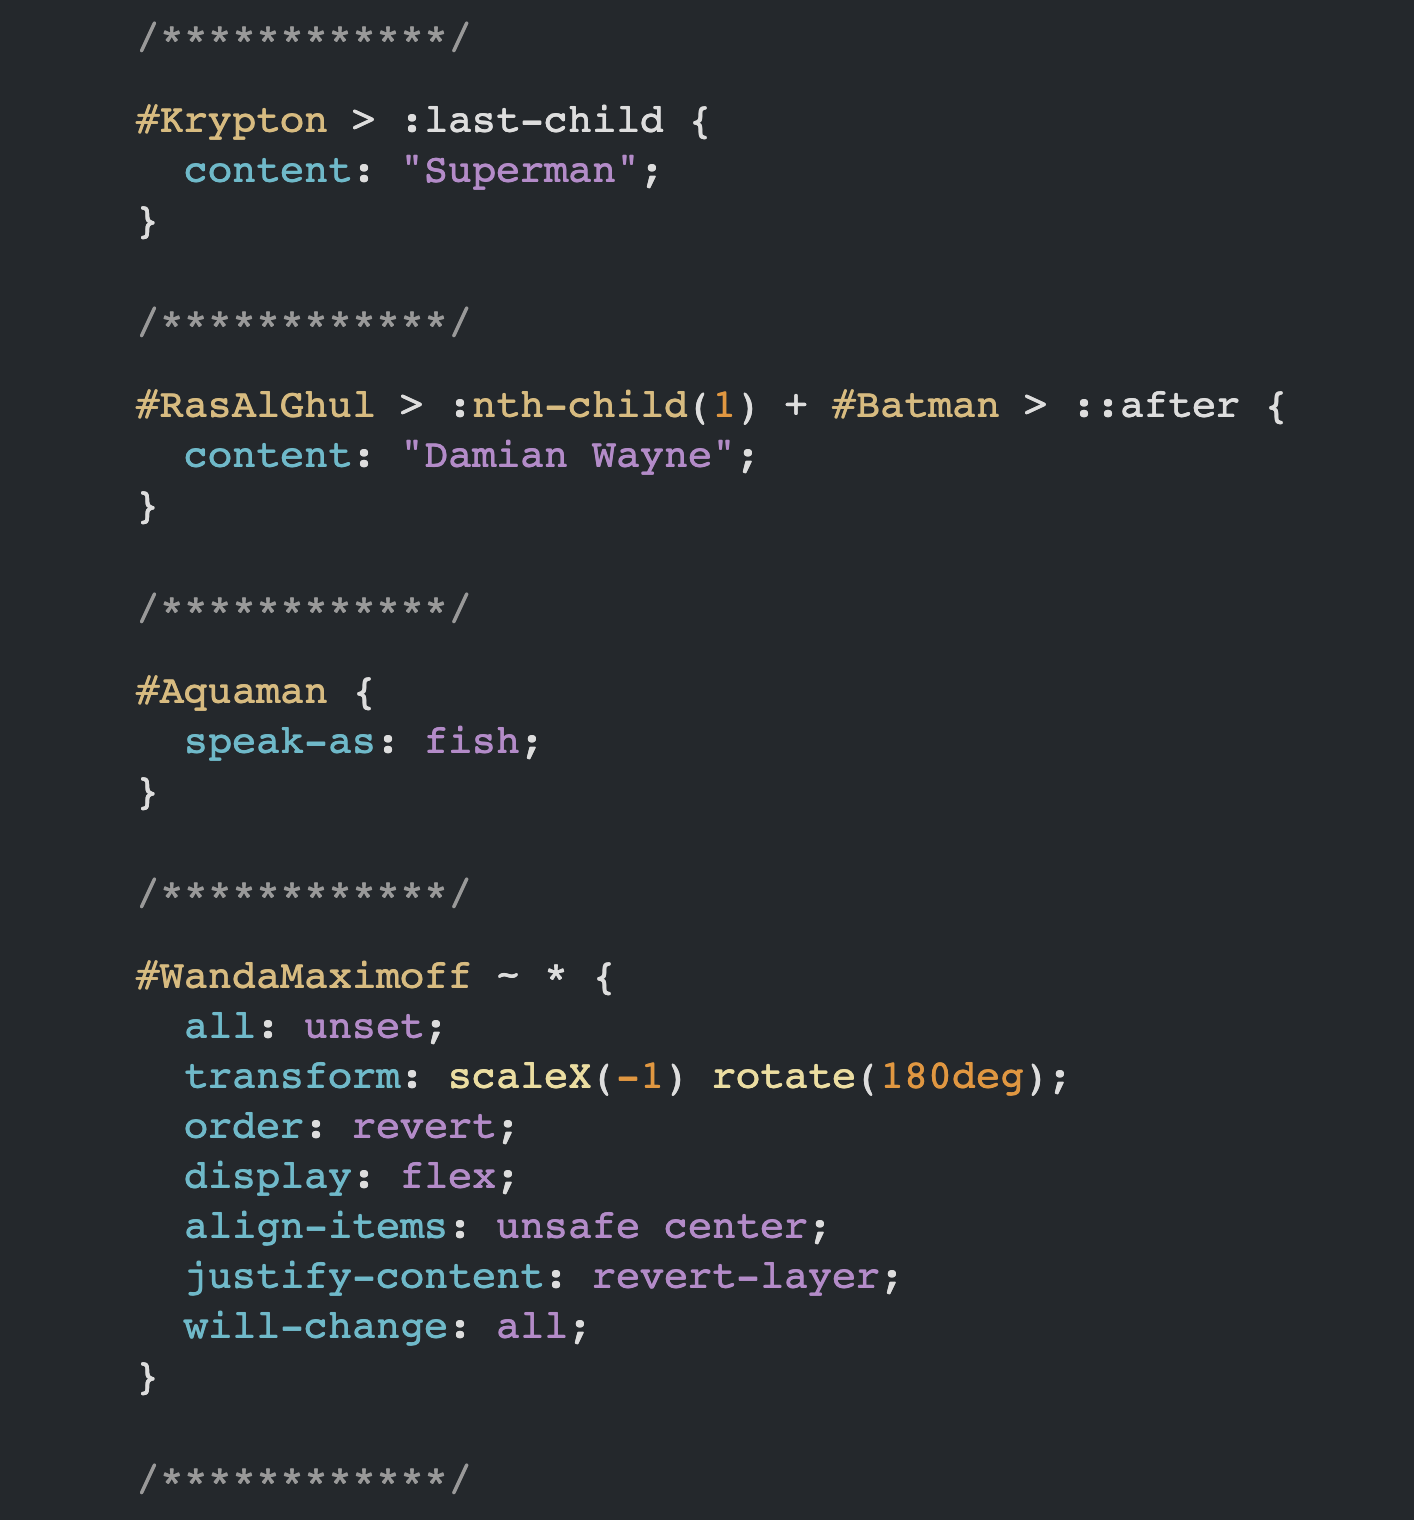 /************/
#Krypton > :last-child {
  content: "Superman";
}
/************/
#RasAlGhul > :nth-child(1) + #Batman > ::after {
  content: "Damian Wayne";
}
/************/
#Aquaman {
  speak-as: fish;
}
/************/
#WandaMaximoff ~ * {
  all: unset;
  transform: scaleX(-1) rotate(180deg);
  order: revert;
  display: flex;
  align-items: unsafe center;
  justify-content: revert-layer;
  will-change: all;
}
/************/